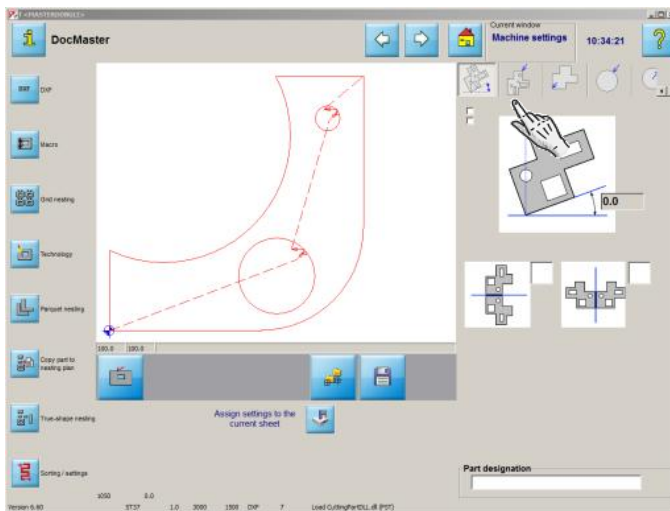 DocMaster
Current window
Machine settings
10:34:21
DXF
DXF
Macro
Grid nesting
Technology
0.0
Parquet nesting
100.0 100.0
Copy part to
nesting plan
True-shape nesting
Assign settings to the
current sheet
Sorting / settings
Part designation
1050 0.0
Version 6.60 ST37 1.0 3000 1500 DXF 7 Load CuttingPartDLL.dll (PST)